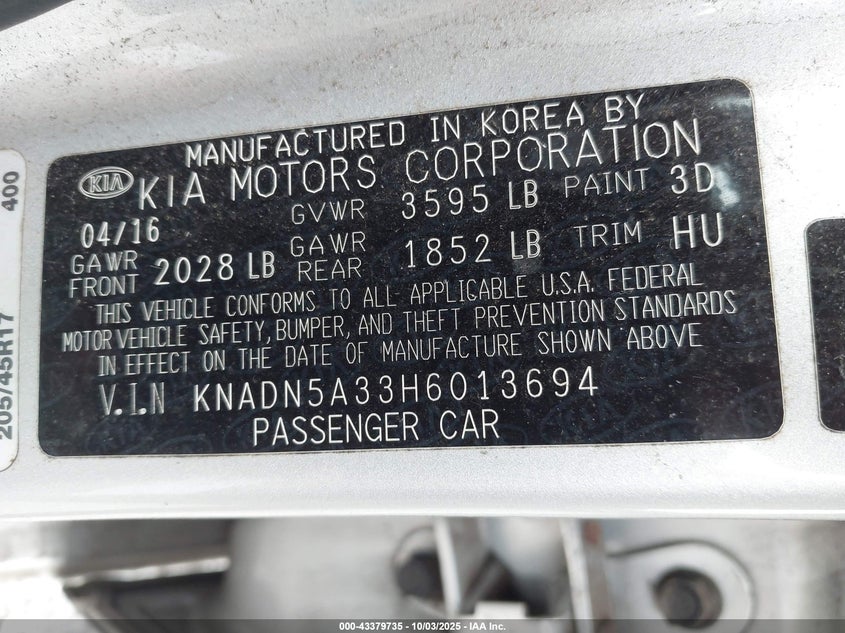 MANUFACTURED IN KOREA BY
KIA KIA MOTORS CORPORATION
04/16 GVWR 3595 LB PAINT 3D
GAWR FRONT 2028 LB GAWR REAR 1852 LB TRIM HU
THIS VEHICLE CONFORMS TO ALL APPLICABLE U.S.A. FEDERAL
MOTOR VEHICLE SAFETY, BUMPER, AND THEFT PREVENTION STANDARDS
IN EFFECT ON THE DATE OF MANUFACTURE SHOWN ABOVE
V.I.N KNADN5A33H6013694
PASSENGER CAR
205/45R17 400
000-43379735 - 10/03/2025 - IAA Inc.